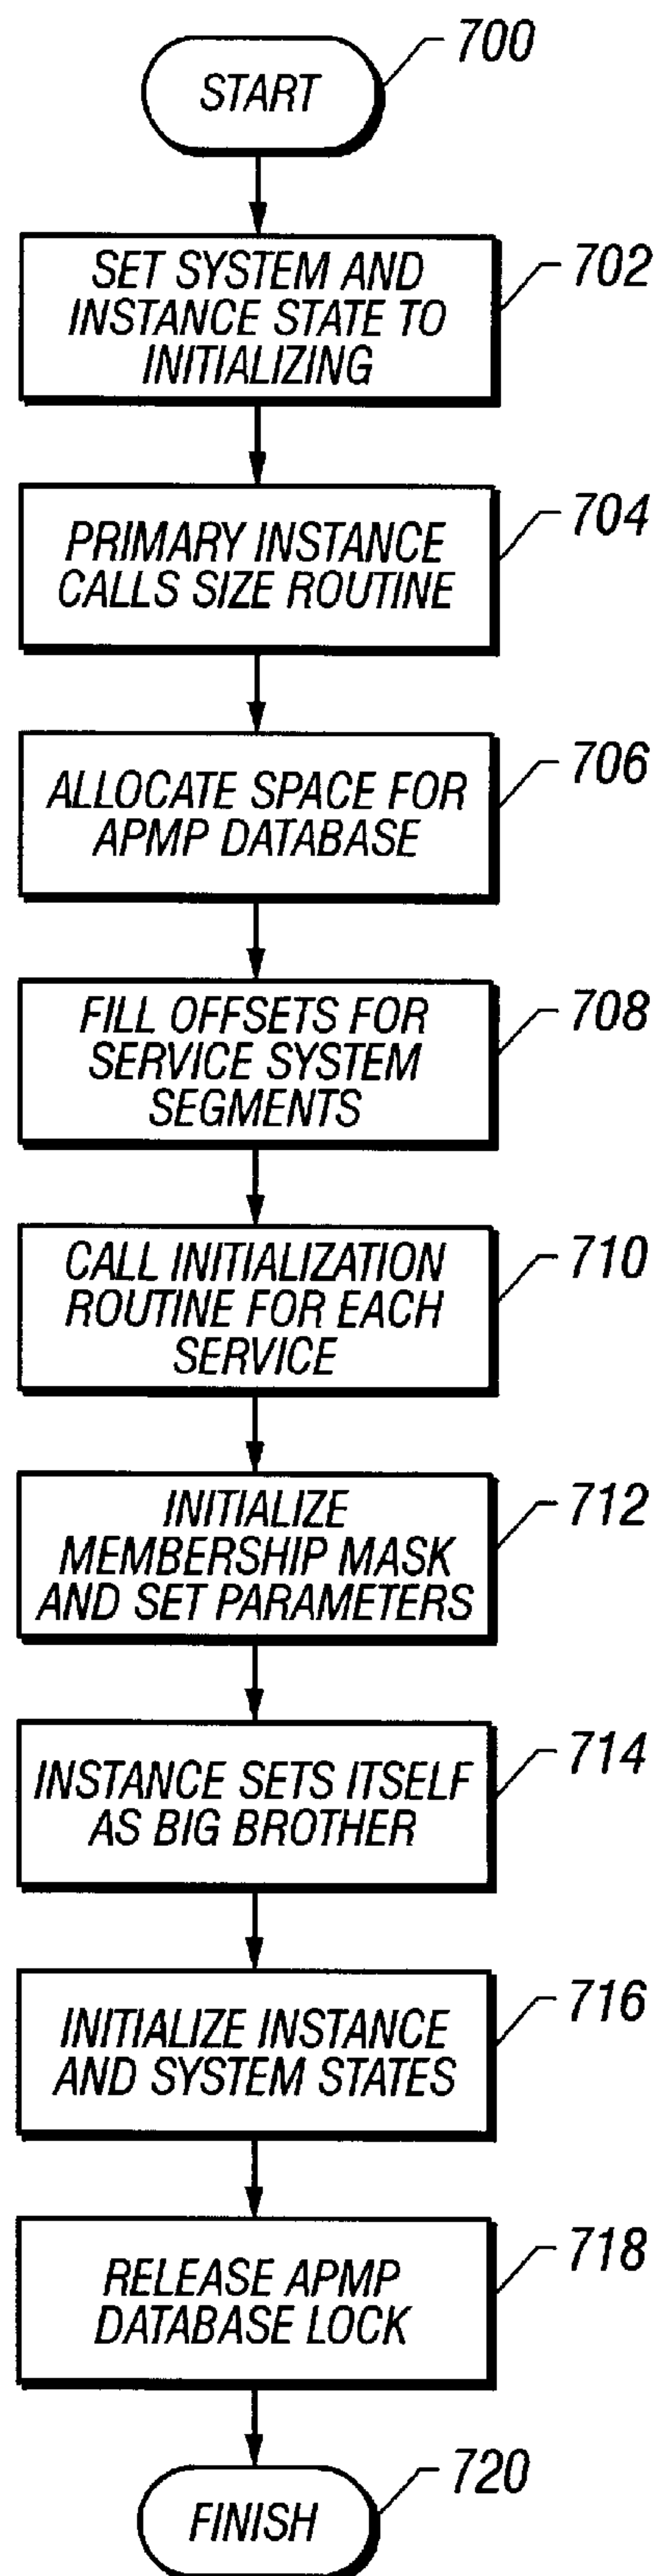 700
START
702
SET SYSTEM AND
INSTANCE STATE TO
INITIALIZING
704
PRIMARY INSTANCE
CALLS SIZE ROUTINE
706
ALLOCATE SPACE FOR
APMP DATABASE
708
FILL OFFSETS FOR
SERVICE SYSTEM
SEGMENTS
710
CALL INITIALIZATION
ROUTINE FOR EACH
SERVICE
712
INITIALIZE
MEMBERSHIP MASK
AND SET PARAMETERS
714
INSTANCE SETS ITSELF
AS BIG BROTHER
716
INITIALIZE INSTANCE
AND SYSTEM STATES
718
RELEASE APMP
DATABASE LOCK
720
FINISH